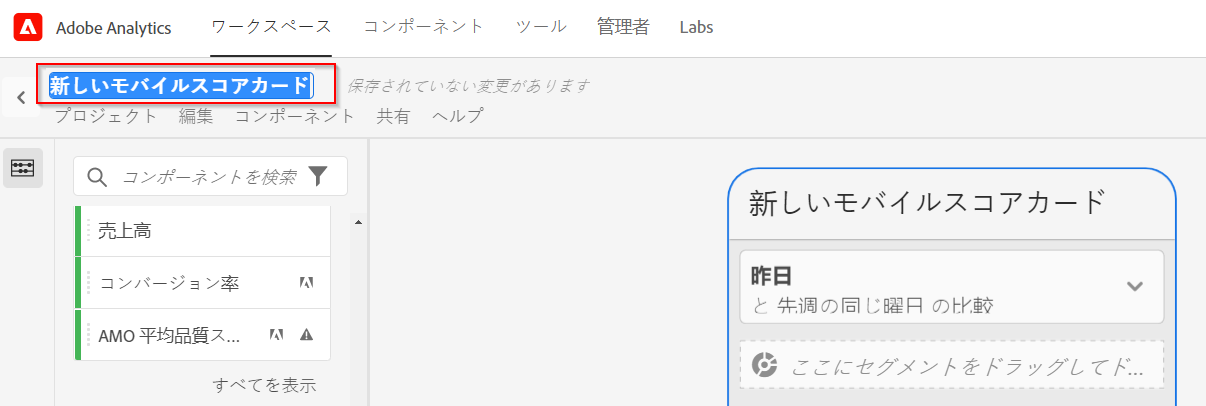 Adobe Analytics ワークスペース コンポーネント ツール 管理者 Labs
新しいモバイルスコアカード 保存されていない変更があります
プロジェクト 編集 コンポーネント 共有 ヘルプ
コンポーネントを検索
売上高
コンバージョン率
AMO 平均品質ス...
すべてを表示
新しいモバイルスコアカード
昨日
と 先週の同じ曜日 の比較
ここにセグメントをドラッグしてド...